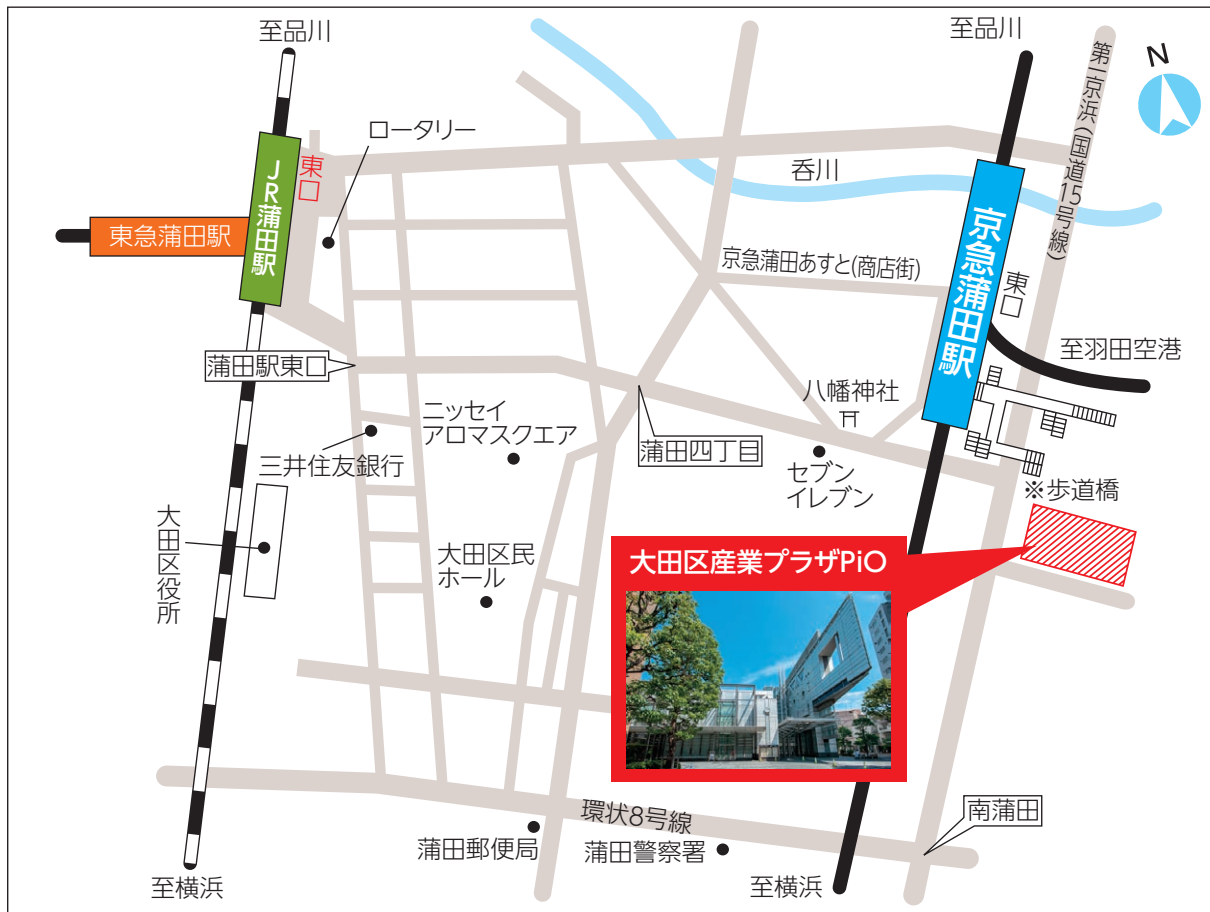 至品川
至品川
N
第一京浜(国道15号線)
ロータリー
東口
JR蒲田駅
呑川
東急蒲田駅
京急蒲田駅
京急蒲田あすと(商店街)
東口
至羽田空港
蒲田駅東口
八幡神社
ニッセイ
アロマスクエア
蒲田四丁目
三井住友銀行
セブン
イレブン
※歩道橋
大田区役所
大田区民
ホール
大田区産業プラザPiO
環状8号線
南蒲田
蒲田郵便局
蒲田警察署
至横浜
至横浜